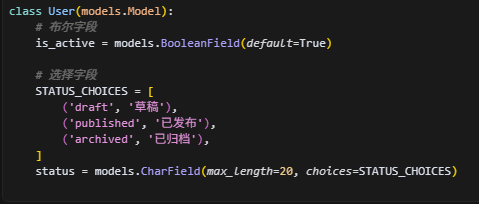 class User(models.Model):
    # 布尔字段
    is_active = models.BooleanField(default=True)

    # 选择字段
    STATUS_CHOICES = [
        ('draft', '草稿'),
        ('published', '已发布'),
        ('archived', '已归档'),
    ]
    status = models.CharField(max_length=20, choices=STATUS_CHOICES)